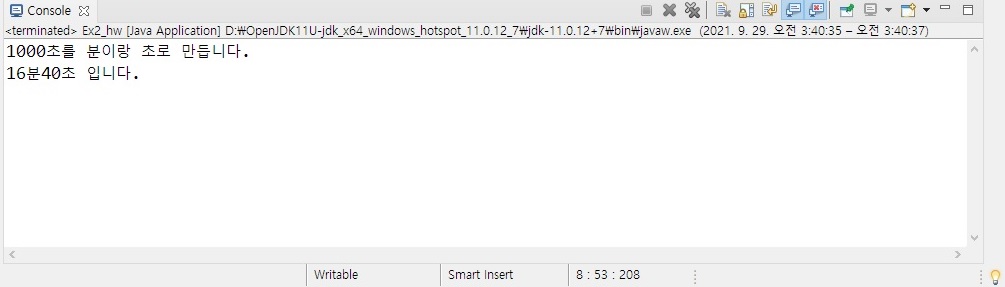 Console
<terminated> Ex2_hw [Java Application] D:₩OpenJDK11U-jdk_x64_windows_hotspot_11.0.12_7₩jdk-11.0.12+7₩bin₩javaw.exe (2021. 9. 29. 오전 3:40:35 – 오전 3:40:37)
1000초를 분이랑 초로 만듭니다.
16분40초 입니다.
Writable Smart Insert 8 : 53 : 208